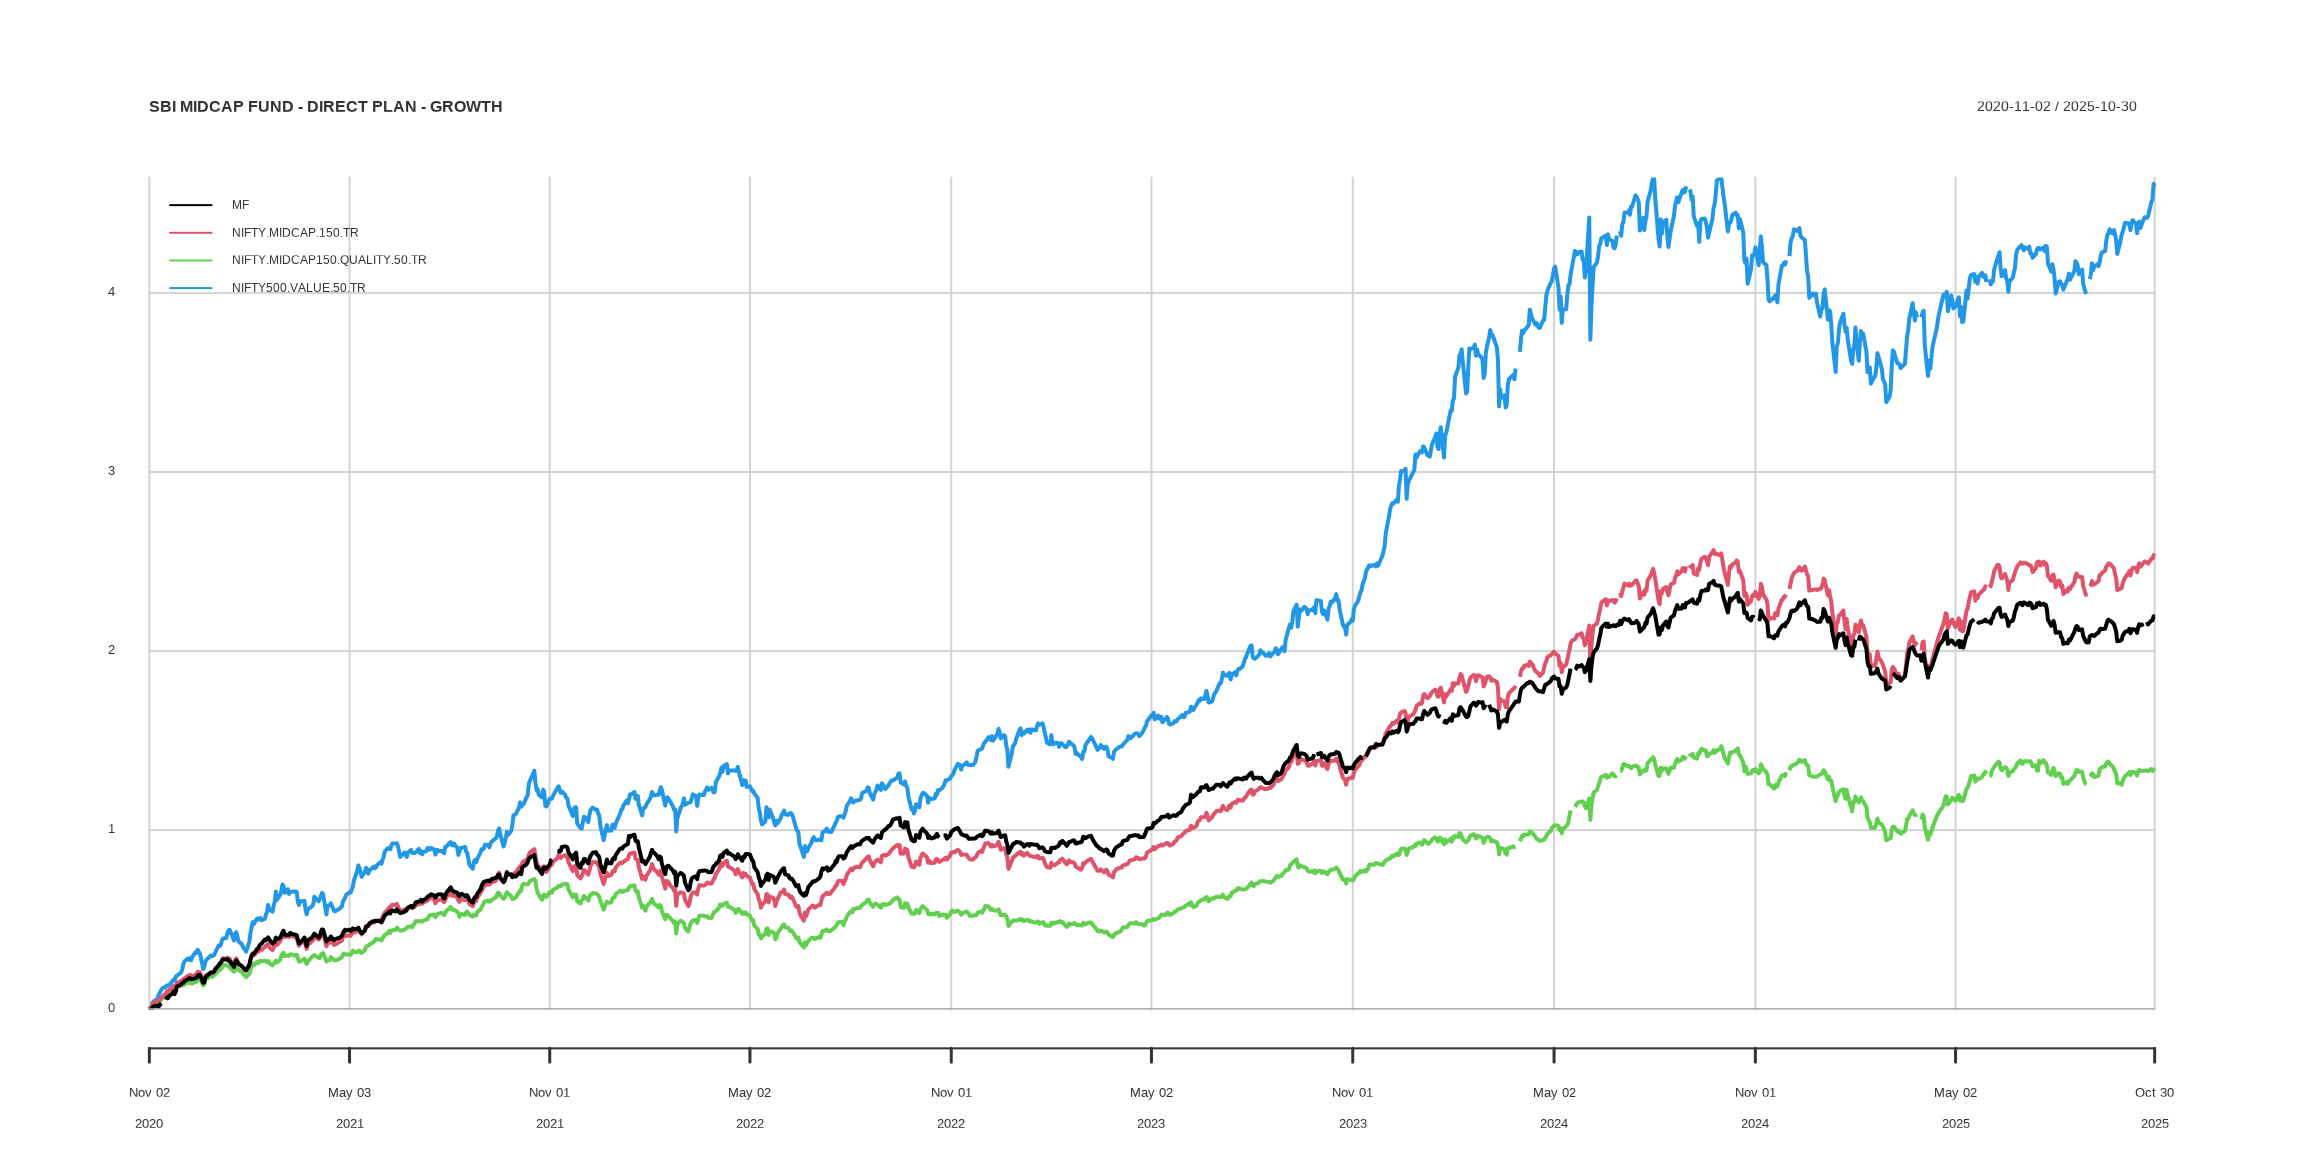 SBI MIDCAP FUND - DIRECT PLAN - GROWTH
2020-11-02 / 2025-10-30
MF
NIFTY.MIDCAP.150.TR
NIFTY.MIDCAP150.QUALITY.50.TR
NIFTY500.VALUE.50.TR
4
3
2
1
0
Nov 02 May 03 Nov 01 May 02 Nov 01 May 02 Nov 01 May 02 Nov 01 May 02 Oct 30
2020 2021 2021 2022 2022 2023 2023 2024 2024 2025 2025